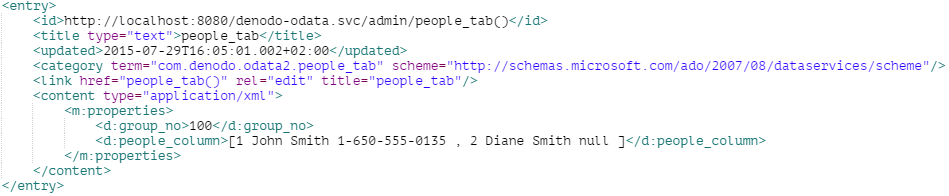 <entry>
<id>http://localhost:8080/denodo-odata.svc/admin/people_tab()</id>
<title type="text">people_tab</title>
<updated>2015-07-29T16:05:01.002+02:00</updated>
<category term="com.denodo.odata2.people_tab" scheme="http://schemas.microsoft.com/ado/2007/08/dataservices/scheme"/>
<link href="people_tab()" rel="edit" title="people_tab"/>
<content type="application/xml">
<m:properties>
<d:group_no>100</d:group_no>
<d:people_column>[1 John Smith 1-650-555-0135 , 2 Diane Smith null ]</d:people_column>
</m:properties>
</content>
</entry>